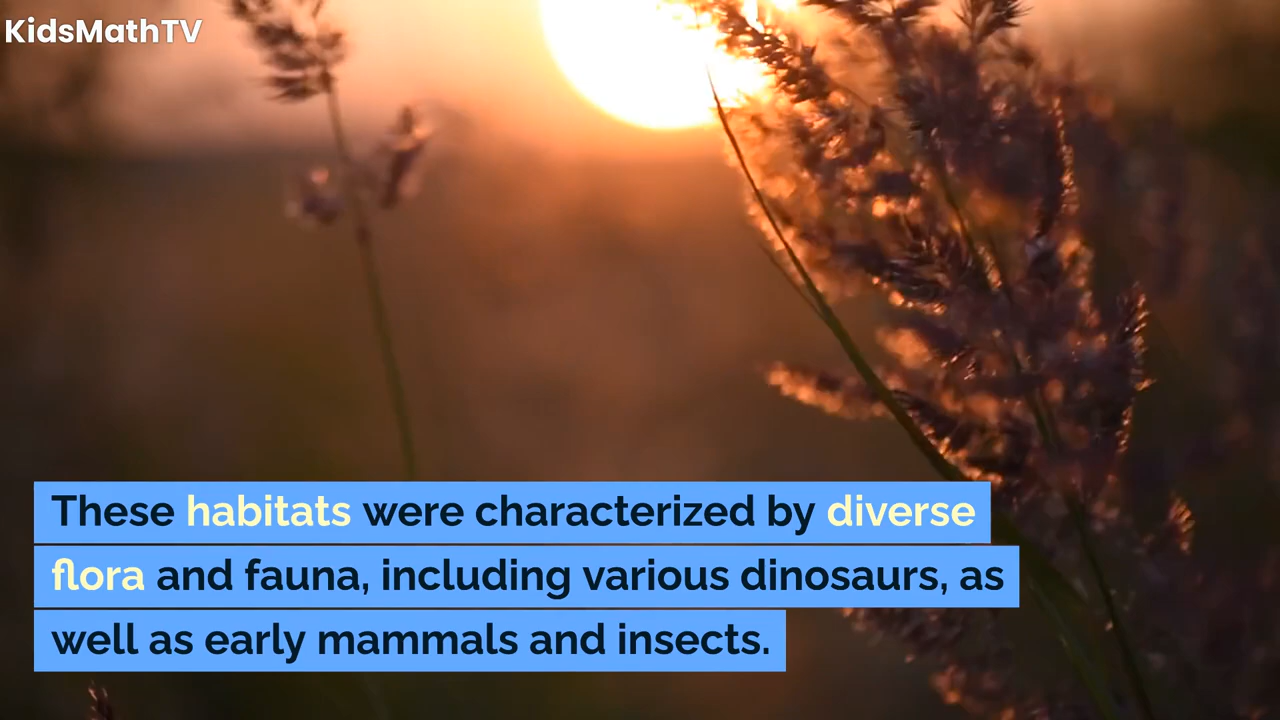 KidsMathTV
These habitats were characterized by diverse
flora and fauna, including various dinosaurs, as
well as early mammals and insects.